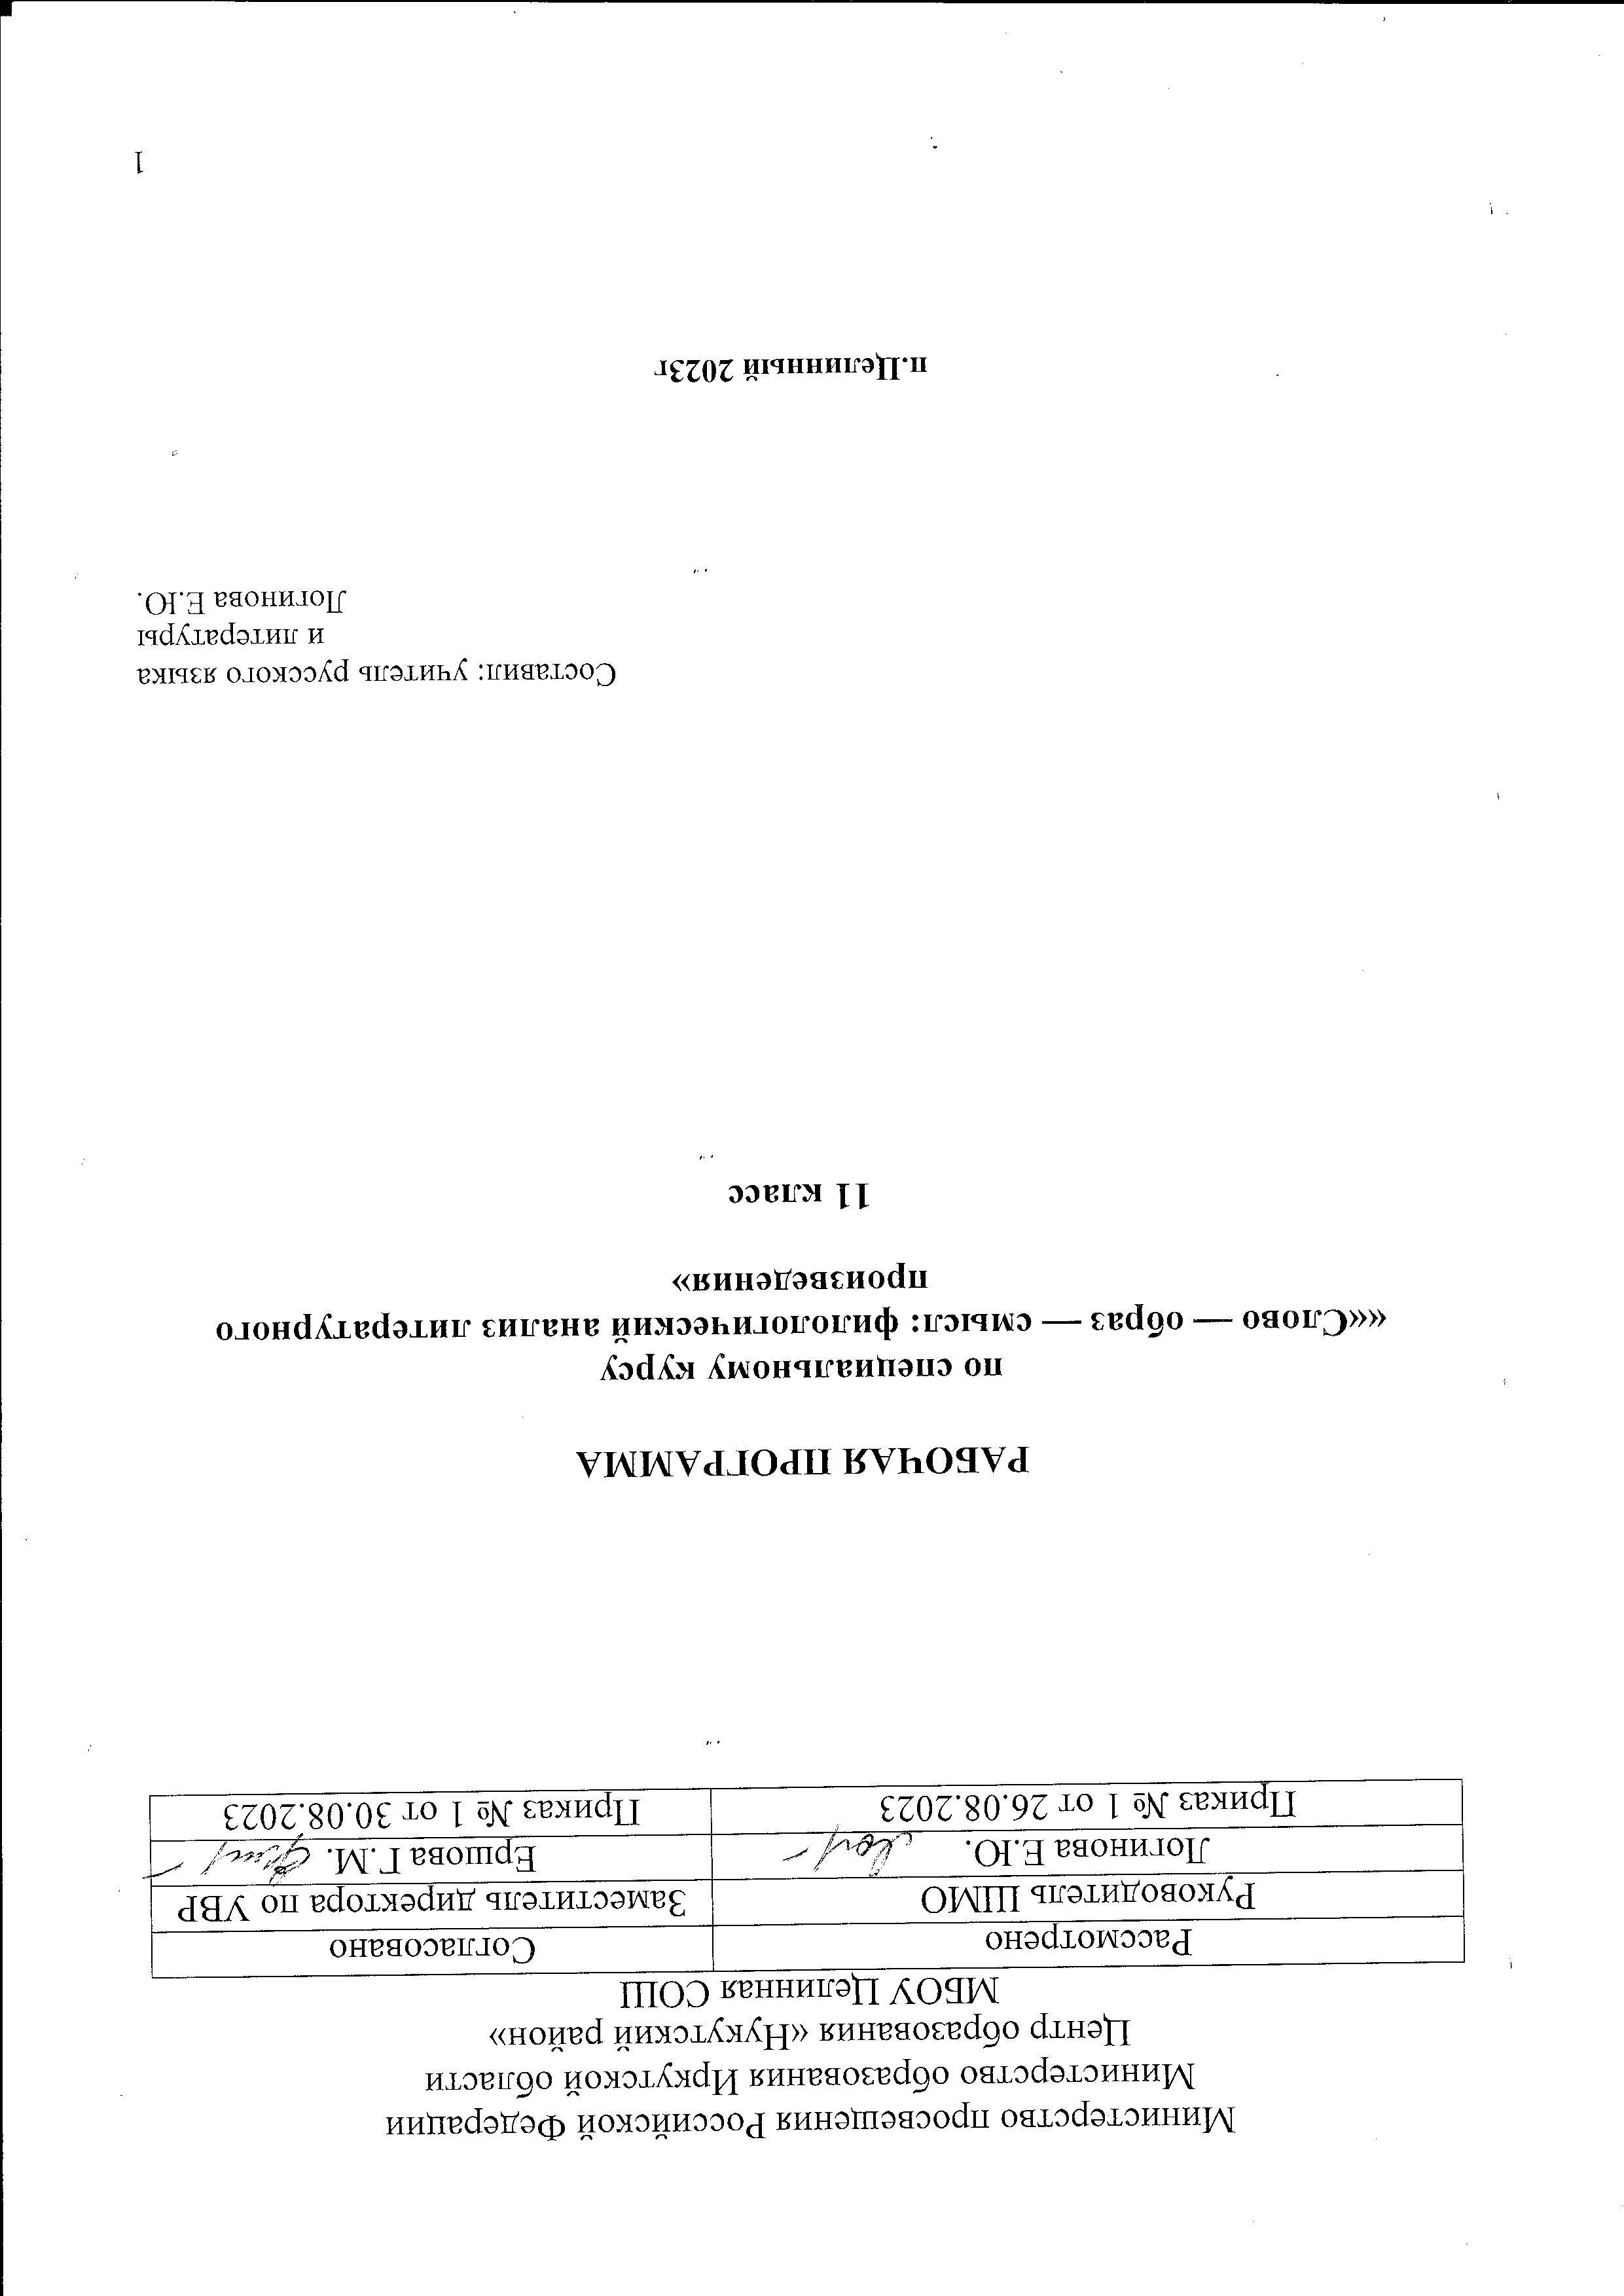 Министерство просвещения Российской Федерации
Министерство образования Иркутской области
Центр образования «Нукутский район»
МБОУ Целинная СОШ
Рассмотрено Согласовано
Руководитель ШМО Заместитель директора по УВР
Логинова Е.Ю. Ершова Г.М.
Приказ № 1 от 26.08.2023 Приказ № 1 от 30.08.2023
РАБОЧАЯ ПРОГРАММА
по специальному курсу
««Слово — образ — смысл: филологический анализ литературного
произведения»
11 класс
Составил: учитель русского языка
и литературы
Логинова Е.Ю.
п.Целинный 2023г
1